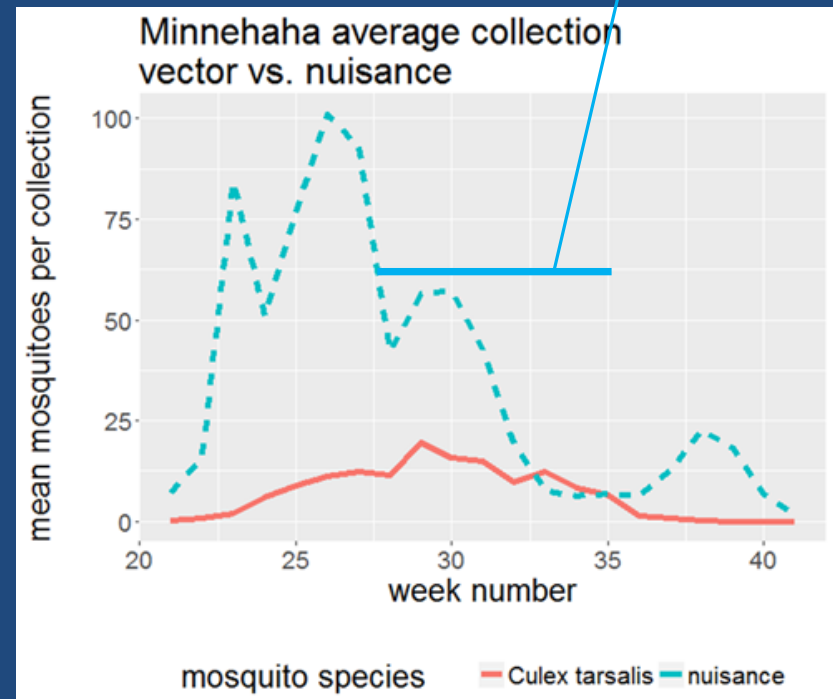 Minnehaha average collection
vector vs. nuisance
mean mosquitoes per collection
100
75
50
25
0
20 25 30 35 40
week number
mosquito species Culex tarsalis nuisance